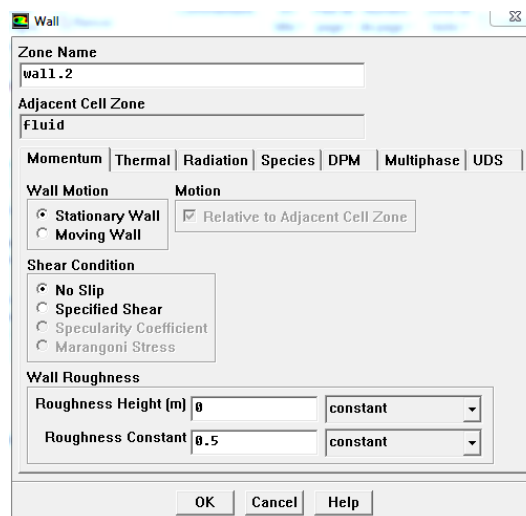 Wall
Zone Name
wall.2
Adjacent Cell Zone
fluid
Momentum Thermal Radiation Species DPM Multiphase UDS
Wall Motion Motion
Stationary Wall Relative to Adjacent Cell Zone
Moving Wall
Shear Condition
No Slip
Specified Shear
Specularity Coefficient
Marangoni Stress
Wall Roughness
Roughness Height (m) 0 constant
Roughness Constant 0.5 constant
OK Cancel Help